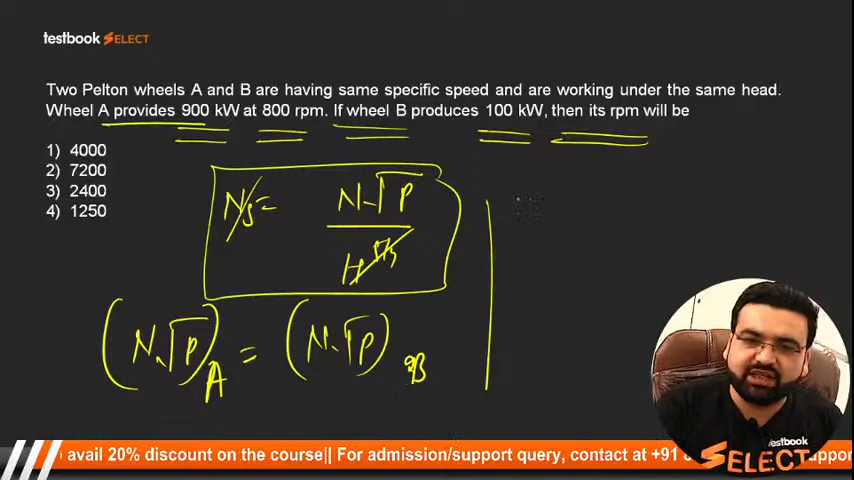 testbook SELECT
Two Pelton wheels A and B are having same specific speed and are working under the same head.
Wheel A provides 900 kW at 800 rpm. If wheel B produces 100 kW, then its rpm will be
1) 4000
2) 7200
3) 2400
4) 1250
Ns = N√P / H^5/4
(N√P)A = (N√P)B
testbook
SELECT
avail 20% discount on the course|| For admission/support query, contact at +91